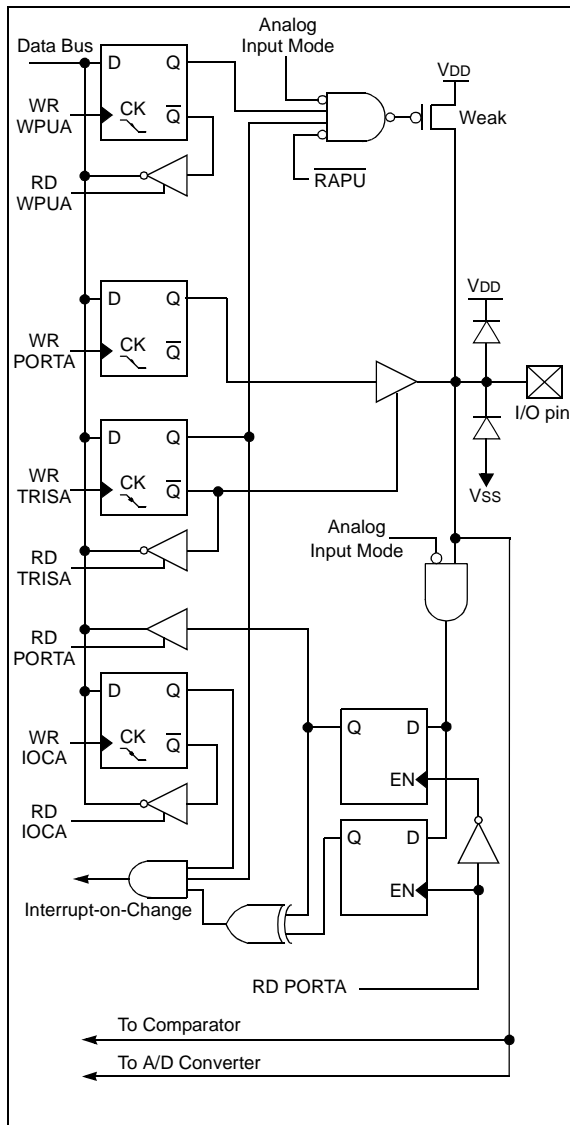 Analog
Input Mode
Data Bus
D Q
VDD
WR
WPUA
CK
Q̅
Weak
RD
WPUA
R̅A̅P̅U̅
D Q
VDD
WR
PORTA
CK
Q̅
I/O pin
D Q
WR
TRISA
CK
Q̅
VSS
Analog
Input Mode
RD
TRISA
RD
PORTA
D Q
Q D
WR
IOCA
CK
Q̅
EN
RD
IOCA
Q D
EN
Interrupt-on-Change
RD PORTA
To Comparator
To A/D Converter